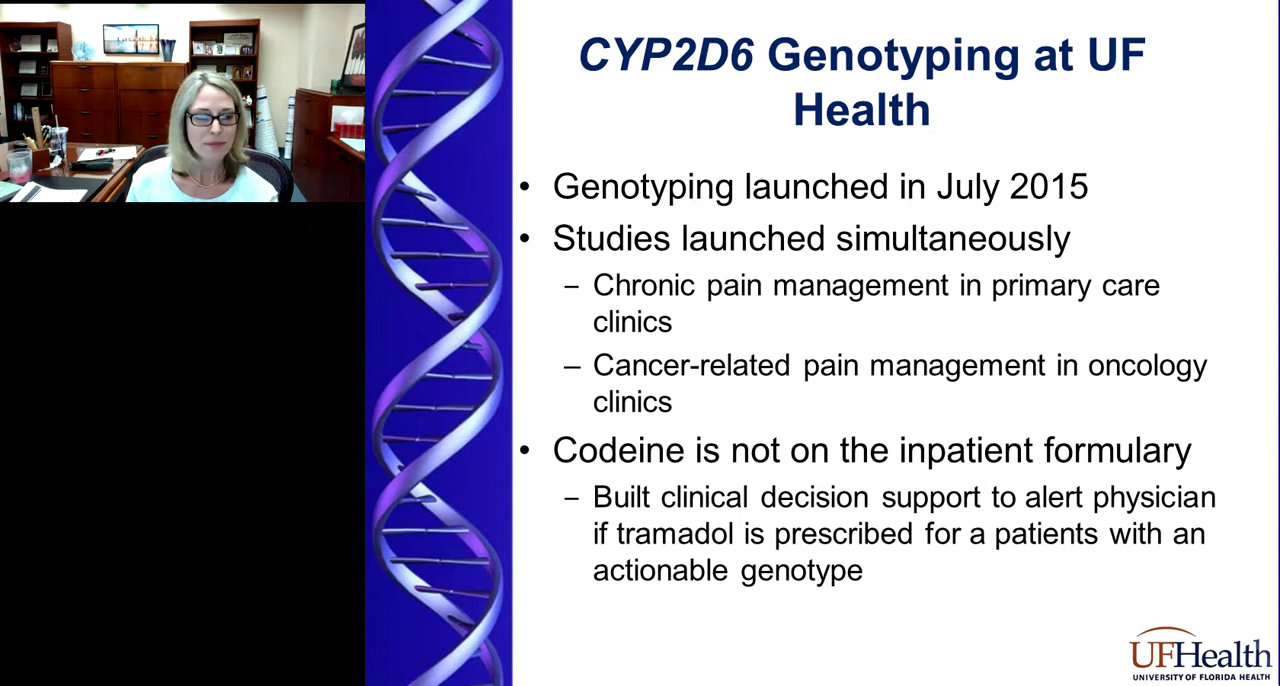 CYP2D6 Genotyping at UF
Health
• Genotyping launched in July 2015
• Studies launched simultaneously
– Chronic pain management in primary care
clinics
– Cancer-related pain management in oncology
clinics
• Codeine is not on the inpatient formulary
– Built clinical decision support to alert physician
if tramadol is prescribed for a patients with an
actionable genotype
UFHealth
UNIVERSITY OF FLORIDA HEALTH